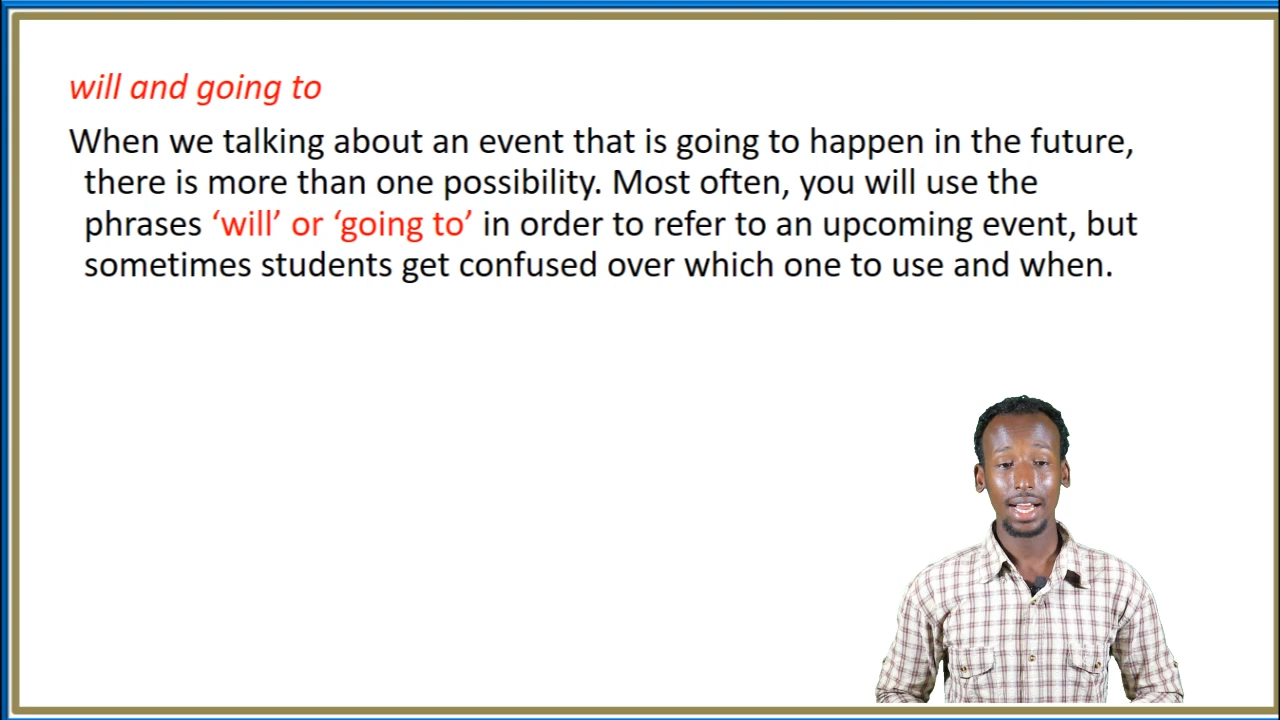 will and going to
When we talking about an event that is going to happen in the future,
there is more than one possibility. Most often, you will use the
phrases ‘will’ or ‘going to’ in order to refer to an upcoming event, but
sometimes students get confused over which one to use and when.